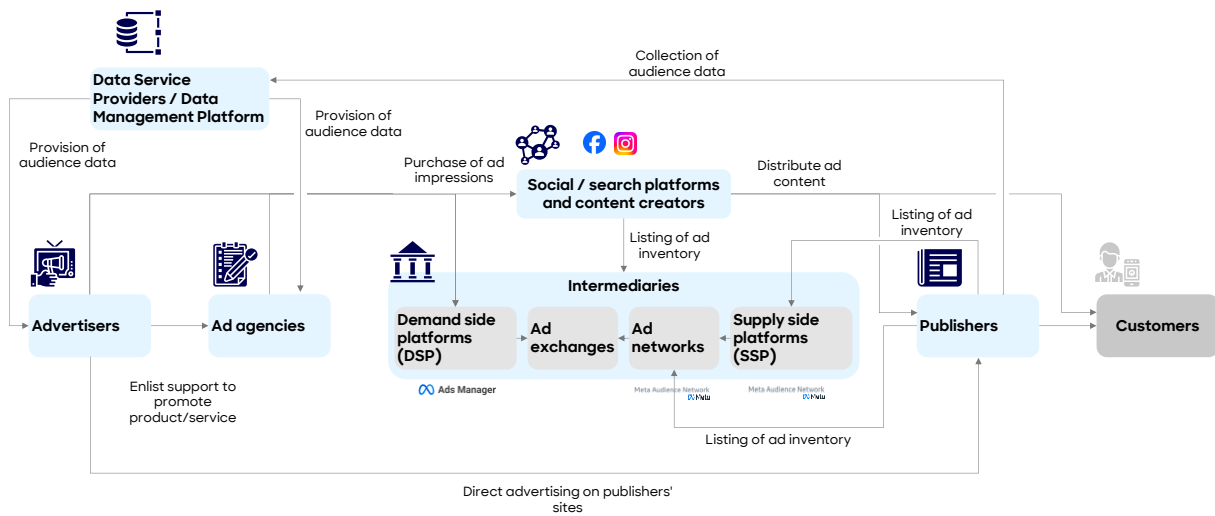 Collection of
audience data
Data Service
Providers / Data
Management Platform
Provision of
audience data
Provision of
audience data
Purchase of ad
impressions
Distribute ad
content
Social / search platforms
and content creators
Listing of ad
inventory
Listing of ad
inventory
Intermediaries
Advertisers
Ad agencies
Demand side
platforms
(DSP)
Ad
exchanges
Ad
networks
Supply side
platforms
(SSP)
Publishers
Customers
Enlist support to
promote
product/service
Ads Manager
Meta Audience Network
Meta
Meta Audience Network
Meta
Listing of ad inventory
Direct advertising on publishers'
sites